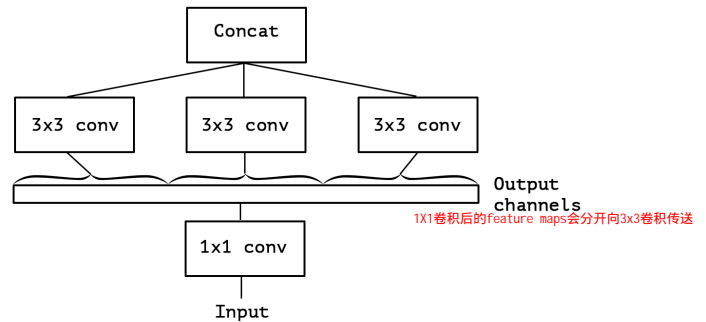 Concat
3x3 conv
3x3 conv
3x3 conv
Output
channels
1X1卷积后的feature maps会分开向3x3卷积传送
1x1 conv
Input